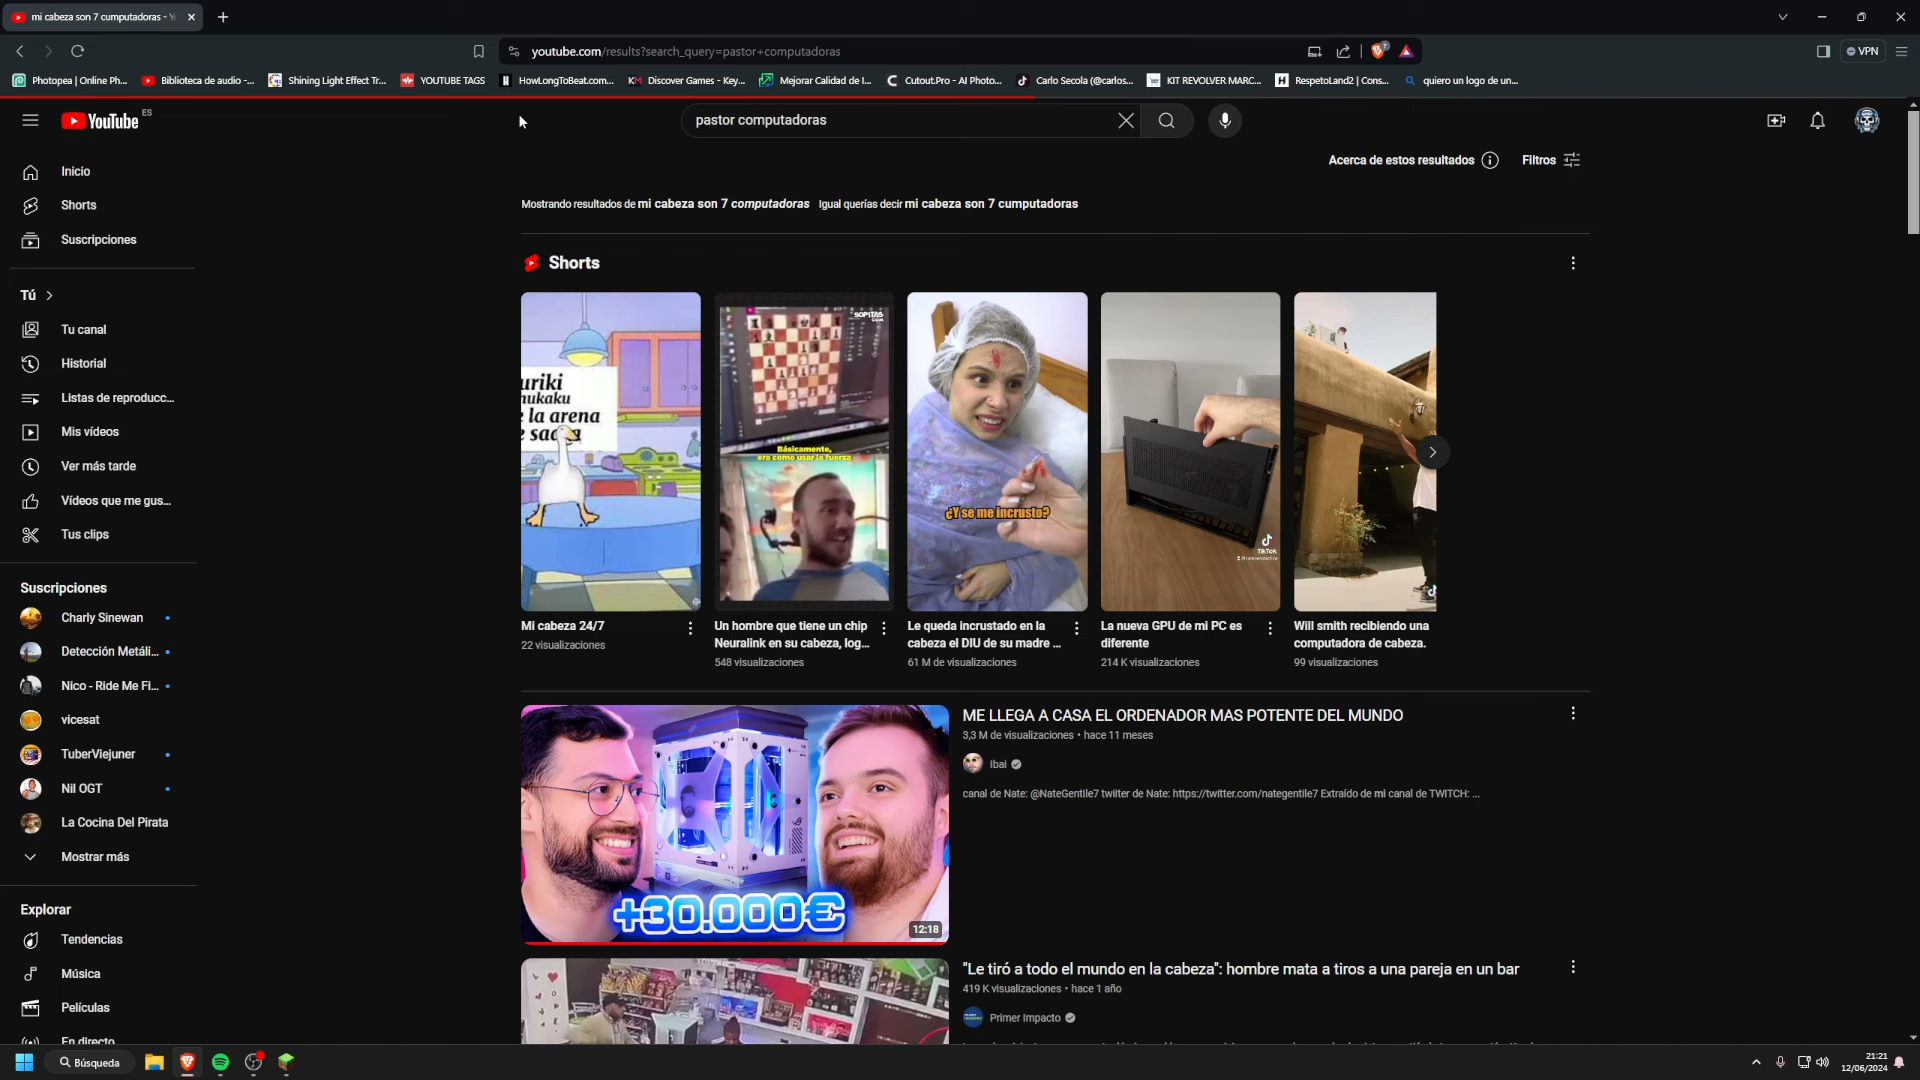 mi cabeza son 7 cumputadoras - Y
youtube.com/results?search_query=pastor+computadoras
VPN
Photopea | Online Ph...
Biblioteca de audio -...
Shining Light Effect Tr...
YOUTUBE TAGS
HowLongToBeat.com...
KM Discover Games - Key...
Mejorar Calidad de I...
Cutout.Pro - AI Photo...
Carlo Secola (@carlos...
KIT REVOLVER MARC...
RespetoLand2 | Cons...
quiero un logo de un...
YouTube ES
pastor computadoras
Acerca de estos resultados
Filtros
Mostrando resultados de mi cabeza son 7 computadoras Igual querías decir mi cabeza son 7 cumputadoras
Inicio
Shorts
Suscripciones
Tú
Tu canal
Historial
Listas de reproducc...
Mis vídeos
Ver más tarde
Vídeos que me gus...
Tus clips
Suscripciones
Charly Sinewan
Detección Metáli...
Nico - Ride Me Fi...
vicesat
TuberViejuner
Nil OGT
La Cocina Del Pirata
Mostrar más
Explorar
Tendencias
Música
Películas
En directo
Shorts
uriki
hukaku
e la arena
e saca
Mi cabeza 24/7
22 visualizaciones
SOPITAS
COM
Básicamente,
era como usar la fuerza
Un hombre que tiene un chip
Neuralink en su cabeza, log...
548 visualizaciones
¿Y se me incrusto?
Le queda incrustado en la
cabeza el DIU de su madre ...
61 M de visualizaciones
TikTok
La nueva GPU de mi PC es
diferente
214 K visualizaciones
Will smith recibiendo una
computadora de cabeza.
99 visualizaciones
+30.000€
12:18
ME LLEGA A CASA EL ORDENADOR MAS POTENTE DEL MUNDO
3,3 M de visualizaciones • hace 11 meses
Ibai
canal de Nate: @NateGentile7 twiiter de Nate: https://twitter.com/nategentile7 Extraído de mi canal de TWITCH: ...
"Le tiró a todo el mundo en la cabeza": hombre mata a tiros a una pareja en un bar
419 K visualizaciones • hace 1 año
Primer Impacto
Búsqueda
21:21
12/06/2024